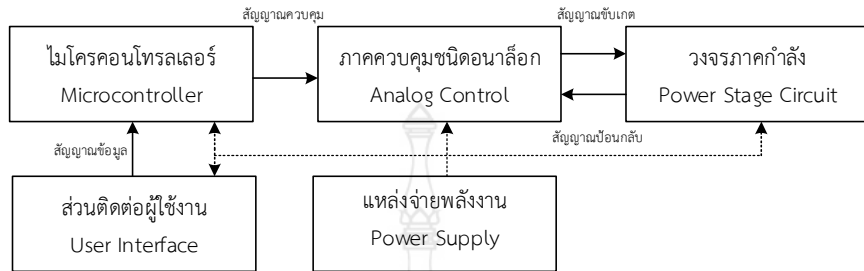 สัญญาณควบคุม
สัญญาณขับเกต
ไมโครคอนโทรลเลอร์
Microcontroller
ภาคควบคุมชนิดอนาล็อก
Analog Control
วงจรภาคกำลัง
Power Stage Circuit
สัญญาณข้อมูล
สัญญาณป้อนกลับ
ส่วนติดต่อผู้ใช้งาน
User Interface
แหล่งจ่ายพลังงาน
Power Supply